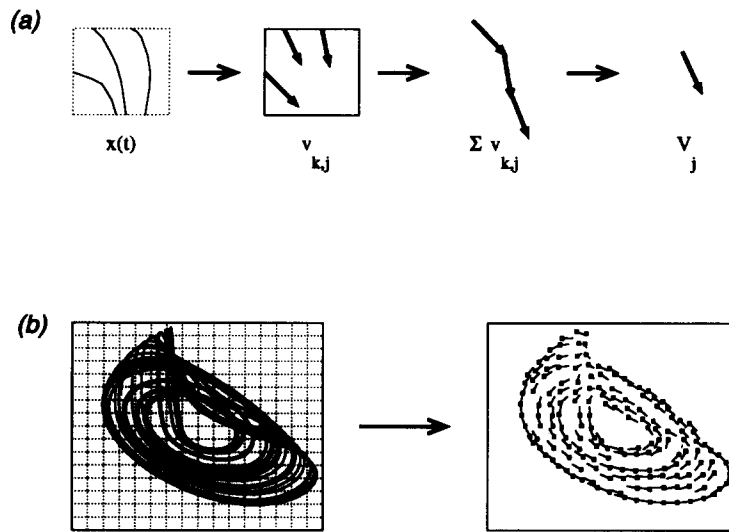 (a)
x(t)
v k,j
Σ v k,j
V j
(b)